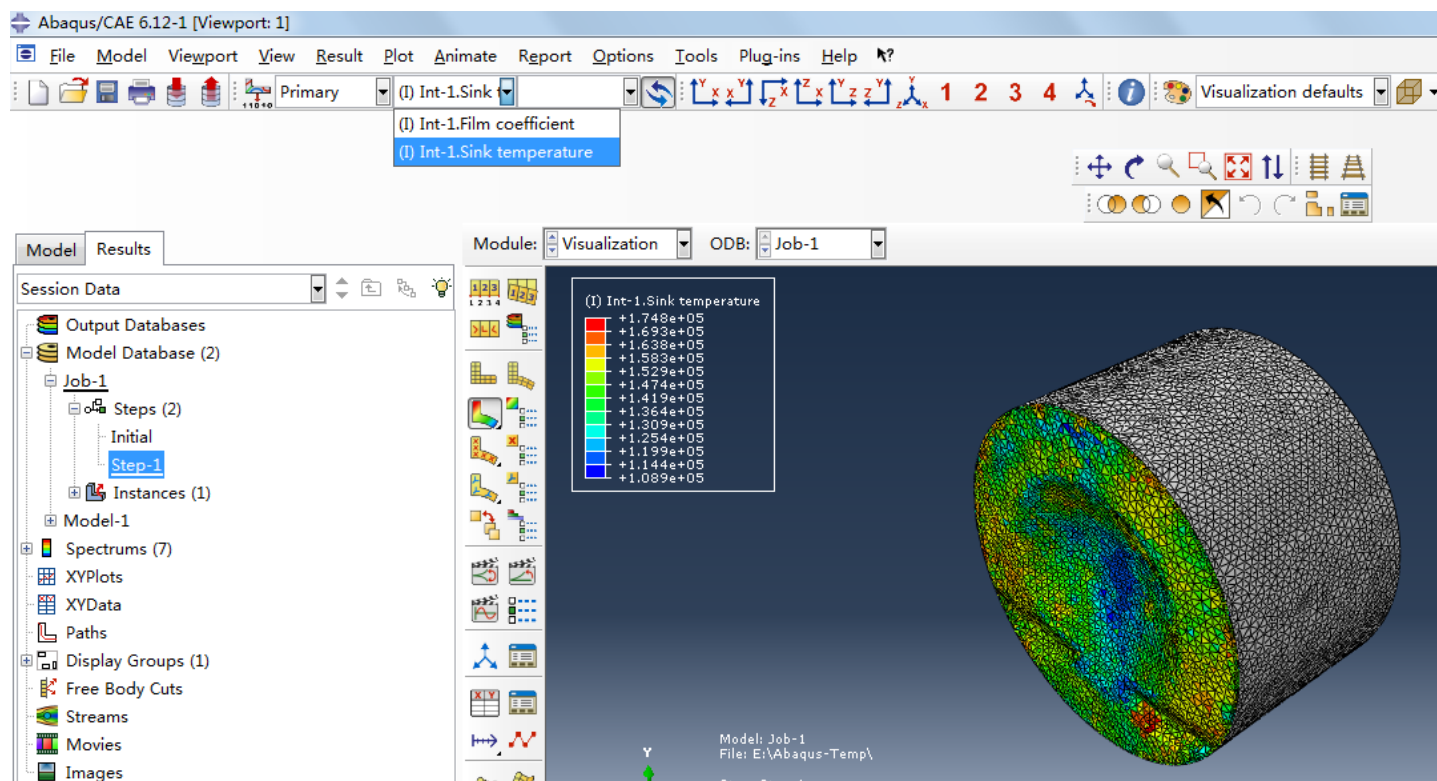 Abaqus/CAE 6.12-1 [Viewport: 1]
File Model Viewport View Result Plot Animate Report Options Tools Plug-ins Help
11010 Primary (I) Int-1.Sink 1 2 3 4 Visualization defaults
(I) Int-1.Film coefficient
(I) Int-1.Sink temperature
Model Results
Module: Visualization ODB: Job-1
Session Data
Output Databases
Model Database (2)
Job-1
Steps (2)
Initial
Step-1
Instances (1)
Model-1
Spectrums (7)
XYPlots
XYData
Paths
Display Groups (1)
Free Body Cuts
Streams
Movies
Images
(I) Int-1.Sink temperature
+1.748e+05
+1.693e+05
+1.638e+05
+1.583e+05
+1.529e+05
+1.474e+05
+1.419e+05
+1.364e+05
+1.309e+05
+1.254e+05
+1.199e+05
+1.144e+05
+1.089e+05
Y
Model: Job-1
File: E:\Abaqus-Temp\